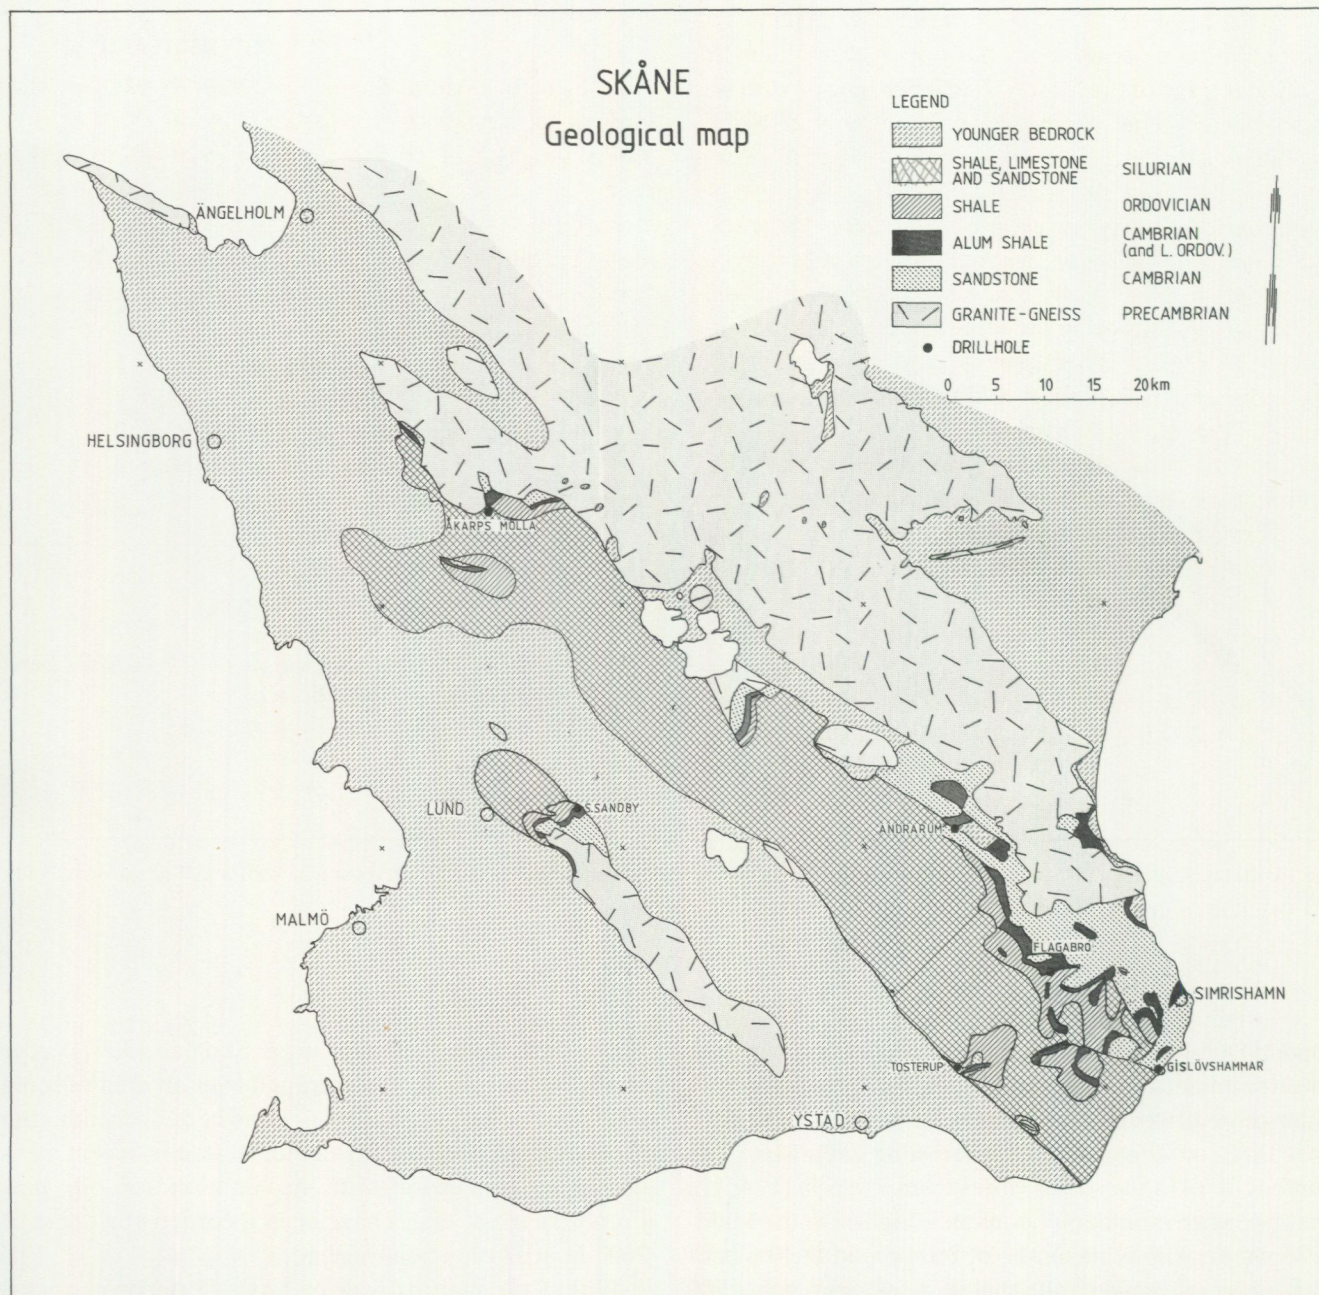 SKÅNE
Geological map
LEGEND
YOUNGER BEDROCK
SHALE, LIMESTONE
AND SANDSTONE
SILURIAN
SHALE
ORDOVICIAN
ALUM SHALE
CAMBRIAN
(and L. ORDOV.)
SANDSTONE
CAMBRIAN
GRANITE-GNEISS
PRECAMBRIAN
DRILLHOLE
0 5 10 15 20 km
ÄNGELHOLM
HELSINGBORG
ÅKARPS MÖLLA
LUND
S.SANDBY
ANDRARUM
MALMÖ
FLAGABRO
SIMRISHAMN
TOSTERUP
GISLÖVSHAMMAR
YSTAD